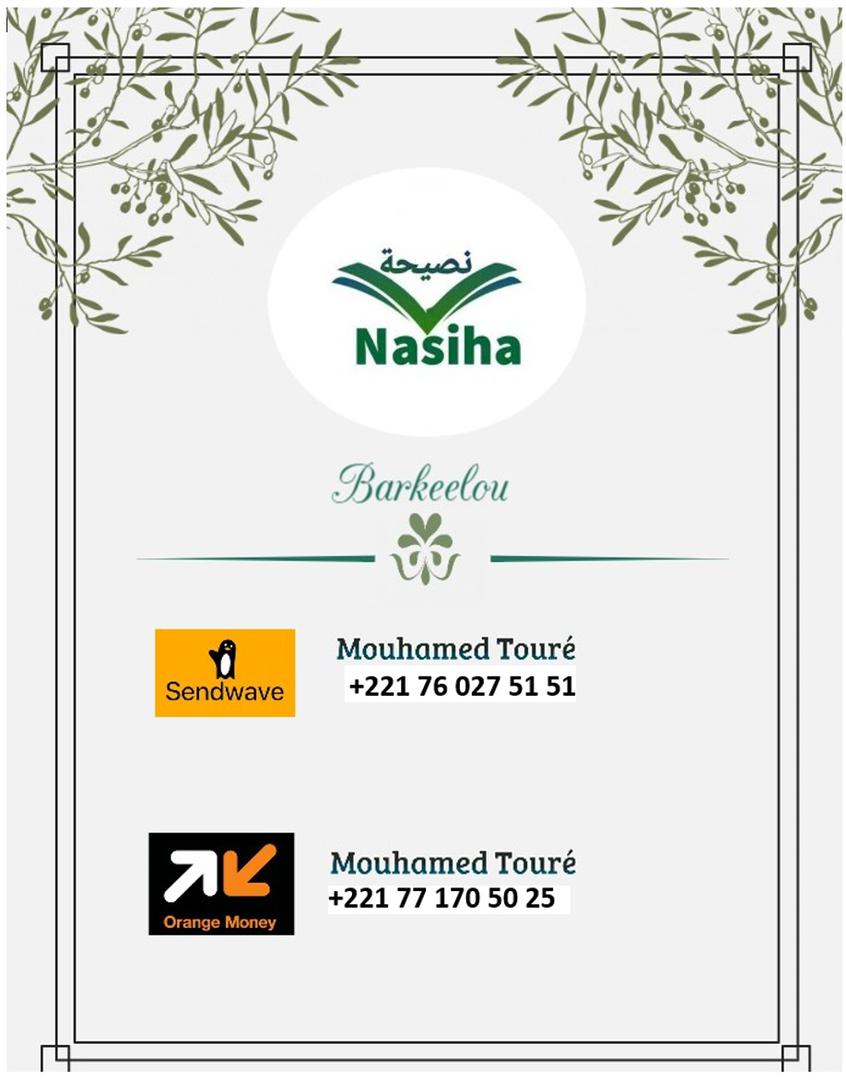 نصيحة
Nasiha
Barkeelou
Sendwave
Mouhamed Touré
+221 76 027 51 51
Orange Money
Mouhamed Touré
+221 77 170 50 25